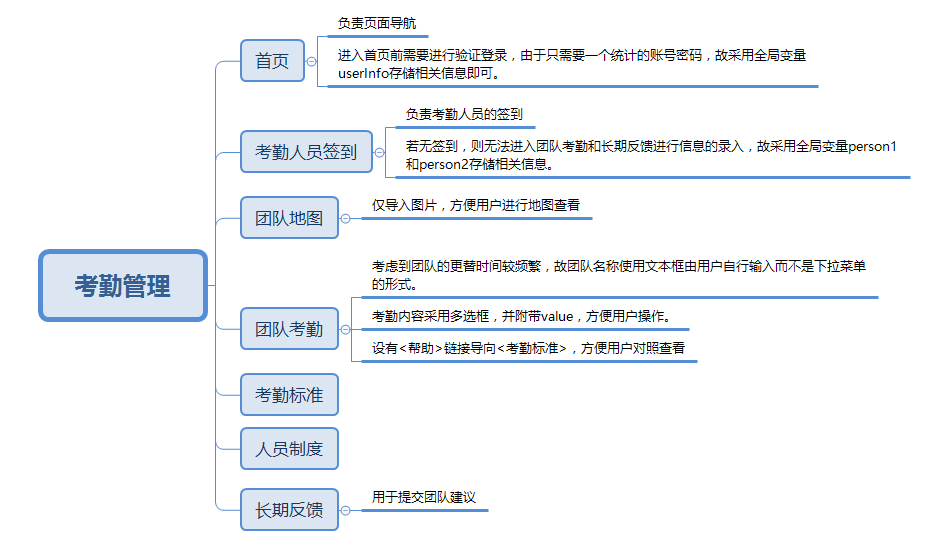 考勤管理
首页
负责页面导航
进入首页前需要进行验证登录，由于只需要一个统计的账号密码，故采用全局变量
userInfo存储相关信息即可。
考勤人员签到
负责考勤人员的签到
若无签到，则无法进入团队考勤和长期反馈进行信息的录入，故采用全局变量person1
和person2存储相关信息。
团队地图
仅导入图片，方便用户进行地图查看
团队考勤
考虑到团队的更替时间较频繁，故团队名称使用文本框由用户自行输入而不是下拉菜单
的形式。
考勤内容采用多选框，并附带value，方便用户操作。
设有<帮助>链接导向<考勤标准>，方便用户对照查看
考勤标准
人员制度
长期反馈
用于提交团队建议